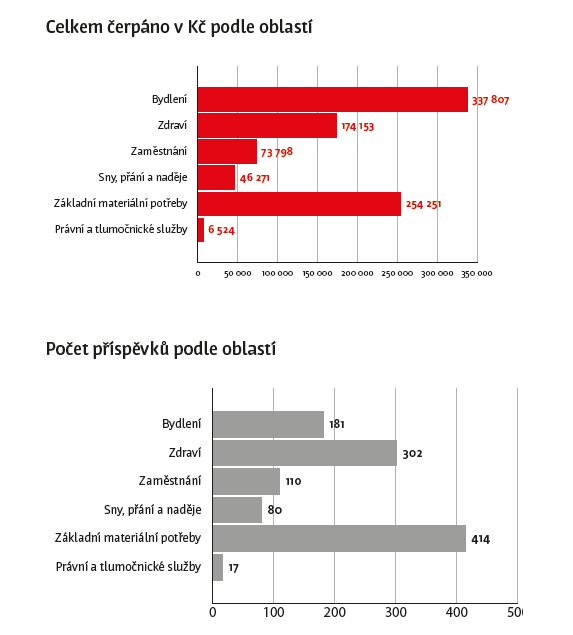 Celkem čerpáno v Kč podle oblastí
Bydlení 337 807
Zdraví 174 153
Zaměstnání 73 798
Sny, přání a naděje 46 271
Základní materiální potřeby 254 251
Právní a tlumočnické služby 6 524
0 50 000 100 000 150 000 200 000 250 000 300 000 350 000
Počet příspěvků podle oblastí
Bydlení 181
Zdraví 302
Zaměstnání 110
Sny, přání a naděje 80
Základní materiální potřeby 414
Právní a tlumočnické služby 17
0 100 200 300 400